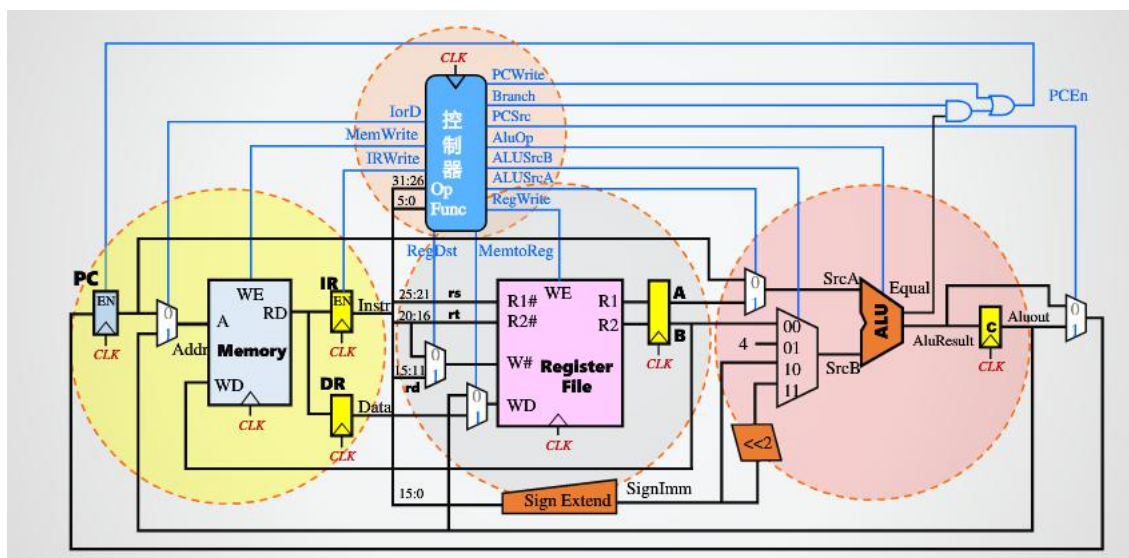 CLK
控制器
Op
Func
IorD
MemWrite
IRWrite
31:26
5:0
PCWrite
Branch
PCSrc
AluOp
ALUSrcB
ALUSrcA
RegWrite
RegDst
MemtoReg
PCEn
PC
EN
CLK
0
1
Addr
WE
A
RD
Memory
WD
CLK
IR
EN
Instr
CLK
DR
Data
CLK
25:21
rs
20:16
rt
15:11
rd
0
1
0
1
R1#
WE
R1
R2#
R2
W#
Register
File
WD
CLK
A
B
CLK
15:0
Sign Extend
SignImm
0
1
4
00
01
10
11
<<2
SrcA
SrcB
ALU
Equal
AluResult
C
CLK
Aluout
0
1